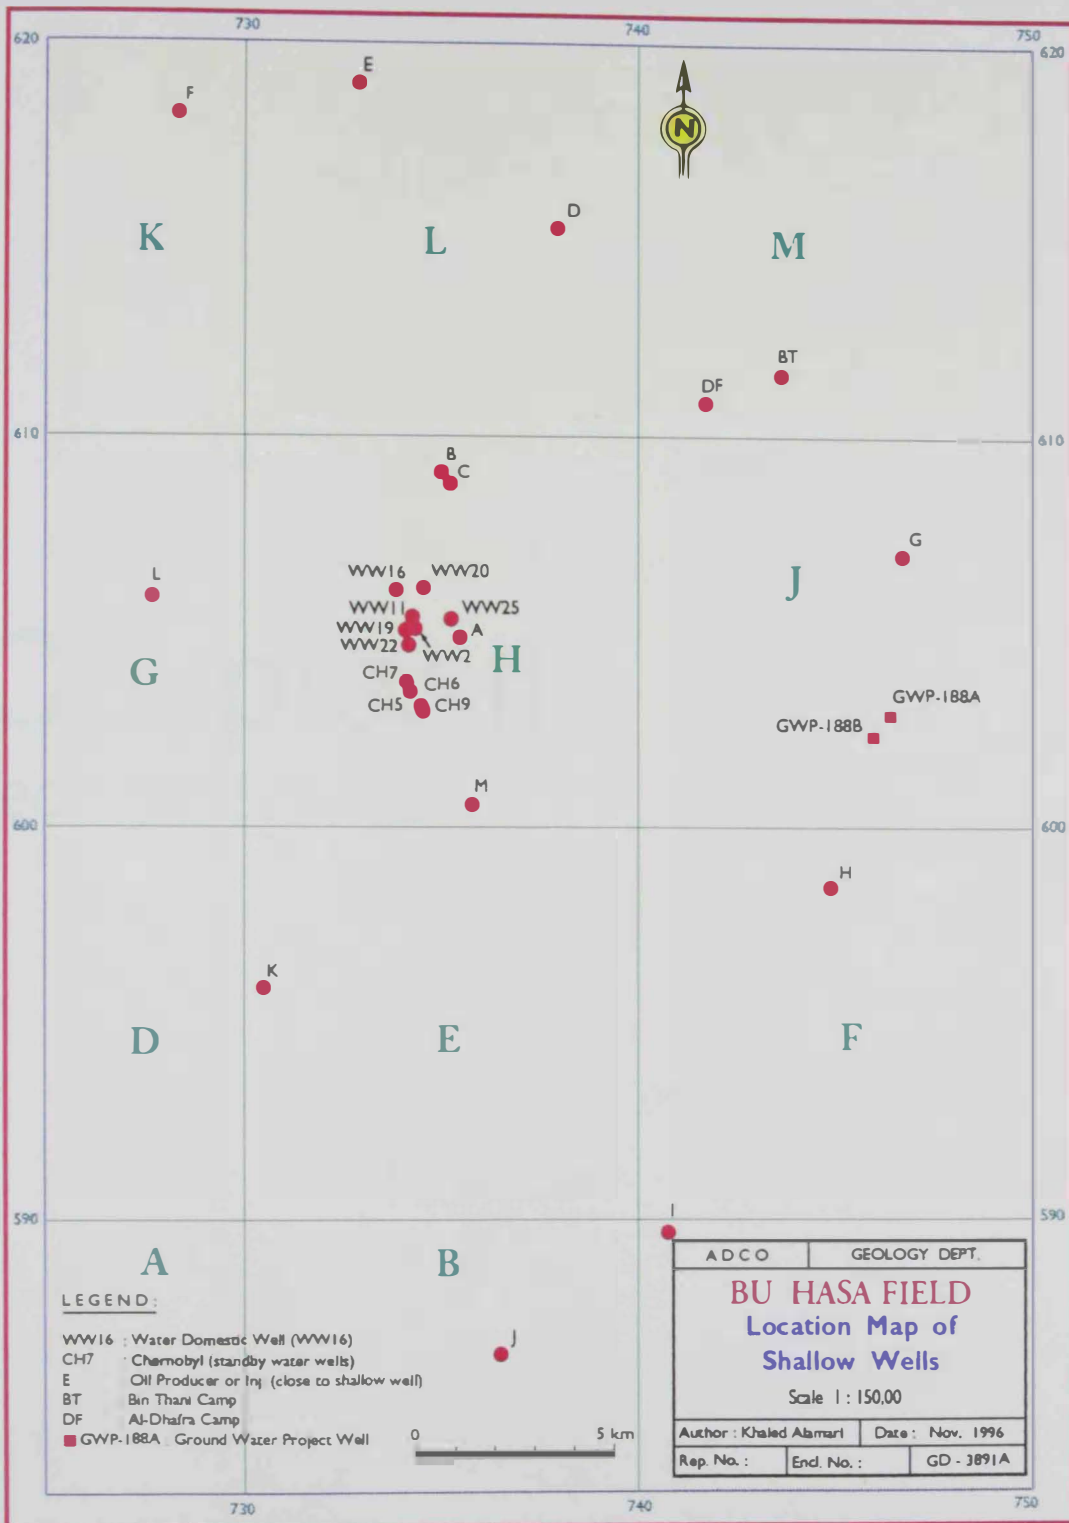 730
740
750
620
620
E
F
N
D
K
L
M
BT
DF
610
610
B
C
G
L
WW16
WW20
J
WW11
WW25
WW19
A
WW22
WW2
H
G
CH7
CH6
CH5
CH9
GWP-188A
GWP-188B
M
600
600
H
K
D
E
F
590
I
590
A
B
LEGEND:
WW16 : Water Domestic Well (WW16)
CH7 Chernobyl (standby water wells)
E Oil Producer or Inj (close to shallow well)
BT Bin Thani Camp
DF Al-Dhafra Camp
GWP-188A Ground Water Project Well
J
0 5 km
ADCO GEOLOGY DEPT.
BU HASA FIELD
Location Map of
Shallow Wells
Scale 1 : 150,00
Author : Khaled Alamari Date : Nov. 1996
Rep. No. : Encl. No. : GD - 3891A
730
740
750